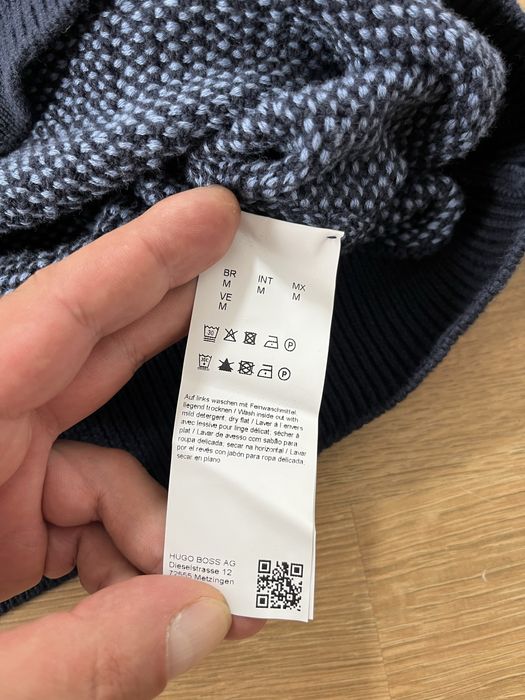 BR INT MX
M M M
VE
M
30 P
30C P
Auf links waschen mit Feinwaschmittel,
liegend trocknen / Wash inside out with
mild detergent, dry flat / Laver à l'envers
avec lessive pour linge délicat, sécher à
plat / Lavar de avesso com sabão para
roupa delicada, secar na horizontal / Lavar
por el revés con jabón para ropa delicada,
secar en plano
HUGO BOSS AG
Dieselstrasse 12
72555 Metzingen